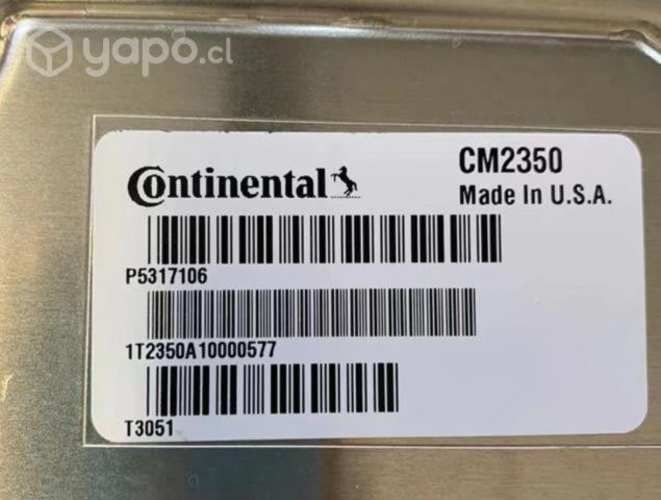 yapo.cl
Continental
CM2350
Made In U.S.A.
P5317106
1T2350A10000577
T3051